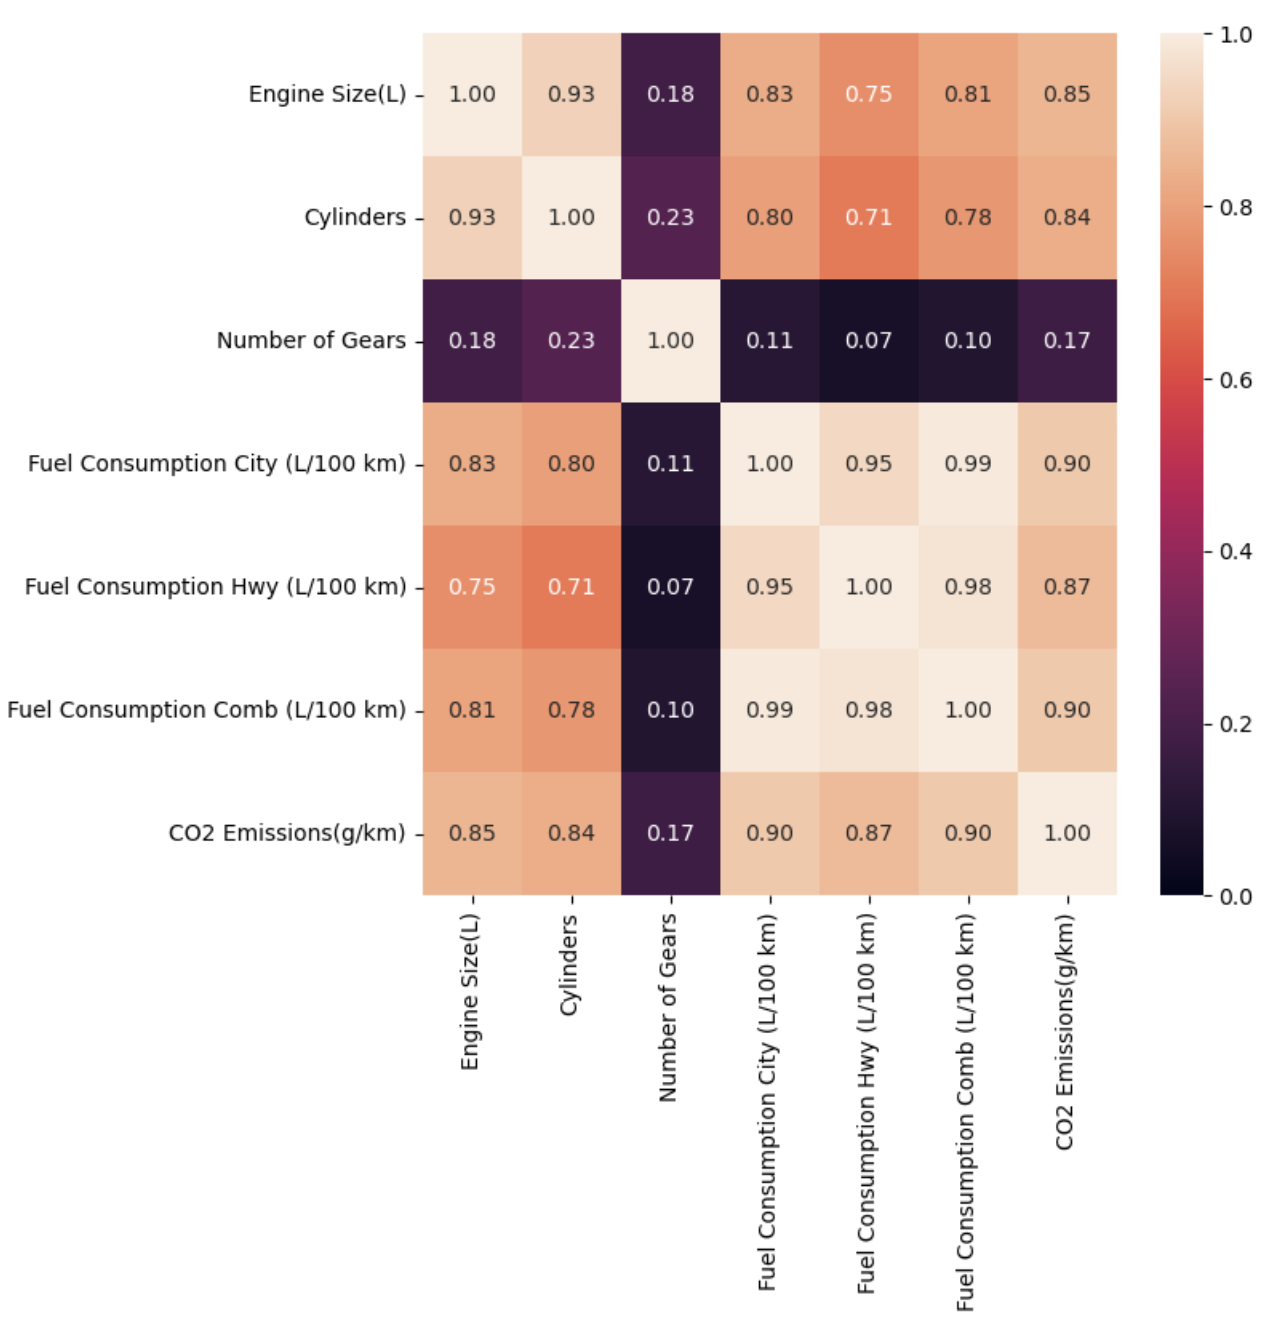 Engine Size(L) 1.00 0.93 0.18 0.83 0.75 0.81 0.85
Cylinders 0.93 1.00 0.23 0.80 0.71 0.78 0.84
Number of Gears 0.18 0.23 1.00 0.11 0.07 0.10 0.17
Fuel Consumption City (L/100 km) 0.83 0.80 0.11 1.00 0.95 0.99 0.90
Fuel Consumption Hwy (L/100 km) 0.75 0.71 0.07 0.95 1.00 0.98 0.87
Fuel Consumption Comb (L/100 km) 0.81 0.78 0.10 0.99 0.98 1.00 0.90
CO2 Emissions(g/km) 0.85 0.84 0.17 0.90 0.87 0.90 1.00
Engine Size(L)
Cylinders
Number of Gears
Fuel Consumption City (L/100 km)
Fuel Consumption Hwy (L/100 km)
Fuel Consumption Comb (L/100 km)
CO2 Emissions(g/km)
1.0
0.8
0.6
0.4
0.2
0.0